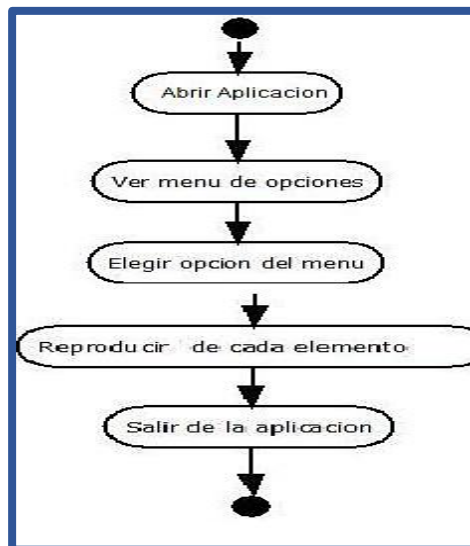 Abrir Aplicacion
Ver menu de opciones
Elegir opcion del menu
Reproducir de cada elemento
Salir de la aplicacion